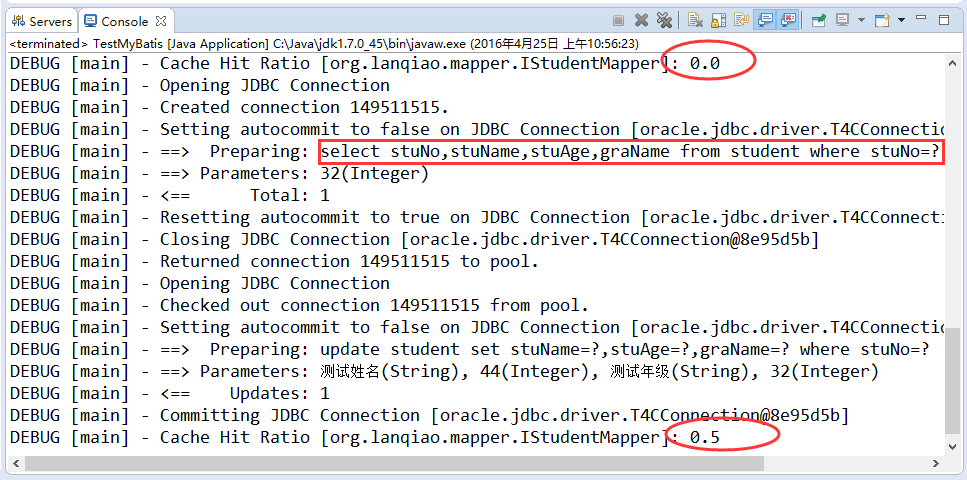 Servers Console
<terminated> TestMyBatis [Java Application] C:\Java\jdk1.7.0_45\bin\javaw.exe (2016年4月25日 上午10:56:23)
DEBUG [main] - Cache Hit Ratio [org.lanqiao.mapper.IStudentMapper]: 0.0
DEBUG [main] - Opening JDBC Connection
DEBUG [main] - Created connection 149511515.
DEBUG [main] - Setting autocommit to false on JDBC Connection [oracle.jdbc.driver.T4CConnectio
DEBUG [main] - ==>  Preparing: select stuNo,stuName,stuAge,graName from student where stuNo=?
DEBUG [main] - ==> Parameters: 32(Integer)
DEBUG [main] - <==      Total: 1
DEBUG [main] - Resetting autocommit to true on JDBC Connection [oracle.jdbc.driver.T4CConnecti
DEBUG [main] - Closing JDBC Connection [oracle.jdbc.driver.T4CConnection@8e95d5b]
DEBUG [main] - Returned connection 149511515 to pool.
DEBUG [main] - Opening JDBC Connection
DEBUG [main] - Checked out connection 149511515 from pool.
DEBUG [main] - Setting autocommit to false on JDBC Connection [oracle.jdbc.driver.T4CConnectio
DEBUG [main] - ==>  Preparing: update student set stuName=?,stuAge=?,graName=? where stuNo=?
DEBUG [main] - ==> Parameters: 测试姓名(String), 44(Integer), 测试年级(String), 32(Integer)
DEBUG [main] - <==    Updates: 1
DEBUG [main] - Committing JDBC Connection [oracle.jdbc.driver.T4CConnection@8e95d5b]
DEBUG [main] - Cache Hit Ratio [org.lanqiao.mapper.IStudentMapper]: 0.5